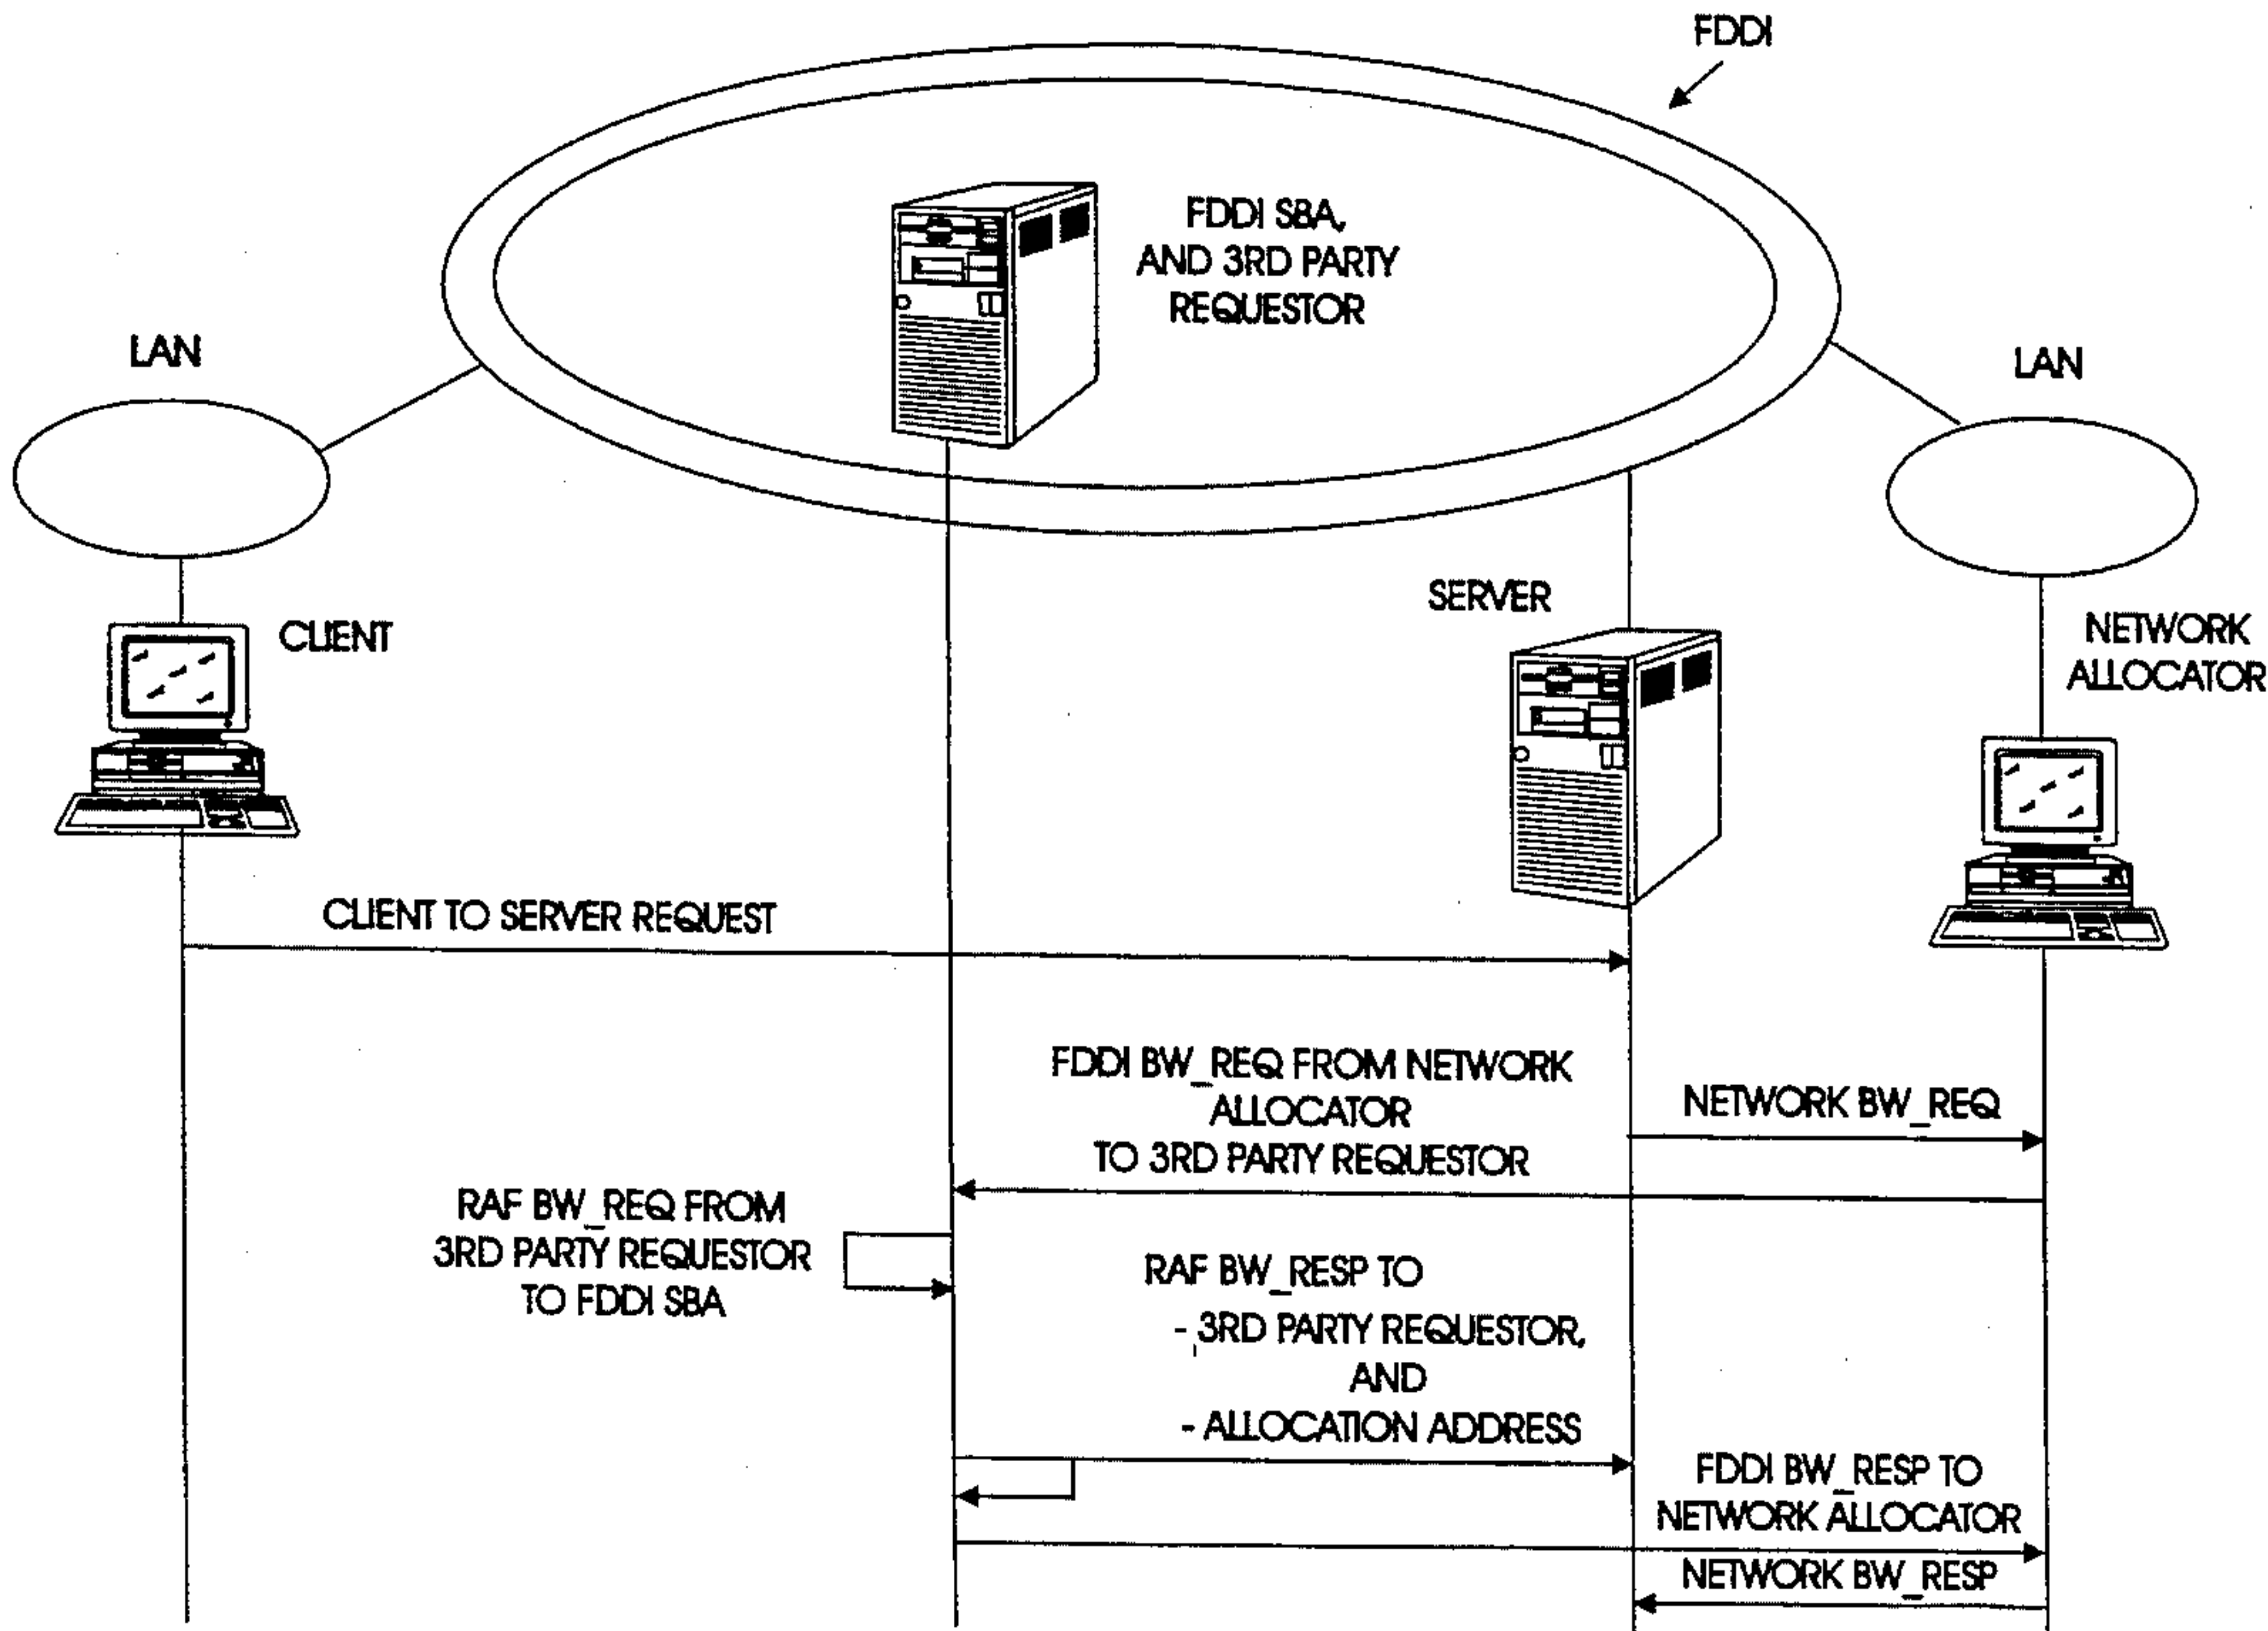 FDDI
FDDI SBA,
AND 3RD PARTY
REQUESTOR
LAN
LAN
SERVER
CLIENT
NETWORK
ALLOCATOR
CLIENT TO SERVER REQUEST
FDDI BW_REQ FROM NETWORK
ALLOCATOR
TO 3RD PARTY REQUESTOR
NETWORK BW_REQ
RAF BW_REQ FROM
3RD PARTY REQUESTOR
TO FDDI SBA
RAF BW_RESP TO
- 3RD PARTY REQUESTOR,
AND
- ALLOCATION ADDRESS
FDDI BW_RESP TO
NETWORK ALLOCATOR
NETWORK BW_RESP